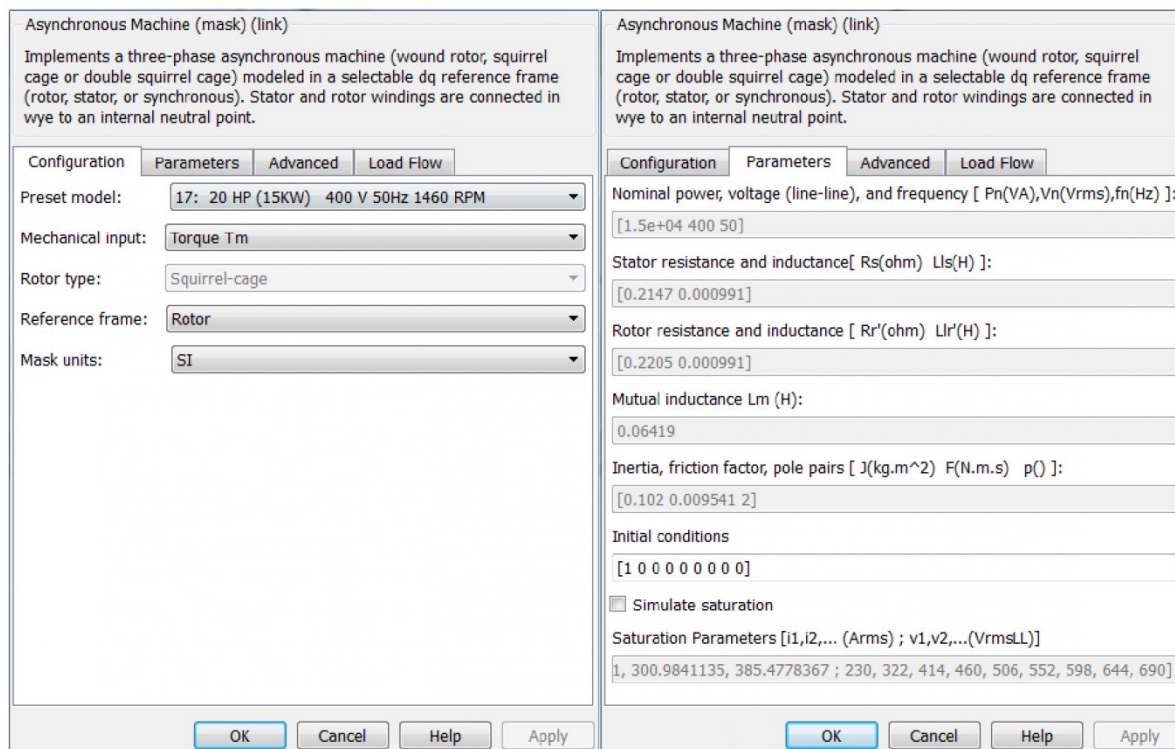 Asynchronous Machine (mask) (link)
Implements a three-phase asynchronous machine (wound rotor, squirrel
cage or double squirrel cage) modeled in a selectable dq reference frame
(rotor, stator, or synchronous). Stator and rotor windings are connected in
wye to an internal neutral point.
Configuration Parameters Advanced Load Flow
Preset model: 17: 20 HP (15KW) 400 V 50Hz 1460 RPM
Mechanical input: Torque Tm
Rotor type: Squirrel-cage
Reference frame: Rotor
Mask units: SI
OK Cancel Help Apply
Asynchronous Machine (mask) (link)
Implements a three-phase asynchronous machine (wound rotor, squirrel
cage or double squirrel cage) modeled in a selectable dq reference frame
(rotor, stator, or synchronous). Stator and rotor windings are connected in
wye to an internal neutral point.
Configuration Parameters Advanced Load Flow
Nominal power, voltage (line-line), and frequency [ Pn(VA),Vn(Vrms),fn(Hz) ]:
[1.5e+04 400 50]
Stator resistance and inductance[ Rs(ohm) Lls(H) ]:
[0.2147 0.000991]
Rotor resistance and inductance [ Rr'(ohm) Llr'(H) ]:
[0.2205 0.000991]
Mutual inductance Lm (H):
0.06419
Inertia, friction factor, pole pairs [ J(kg.m^2) F(N.m.s) p() ]:
[0.102 0.009541 2]
Initial conditions
[1 0 0 0 0 0 0 0 0]
Simulate saturation
Saturation Parameters [i1,i2,... (Arms) ; v1,v2,...(VrmsLL)]
1, 300.9841135, 385.4778367 ; 230, 322, 414, 460, 506, 552, 598, 644, 690]
OK Cancel Help Apply